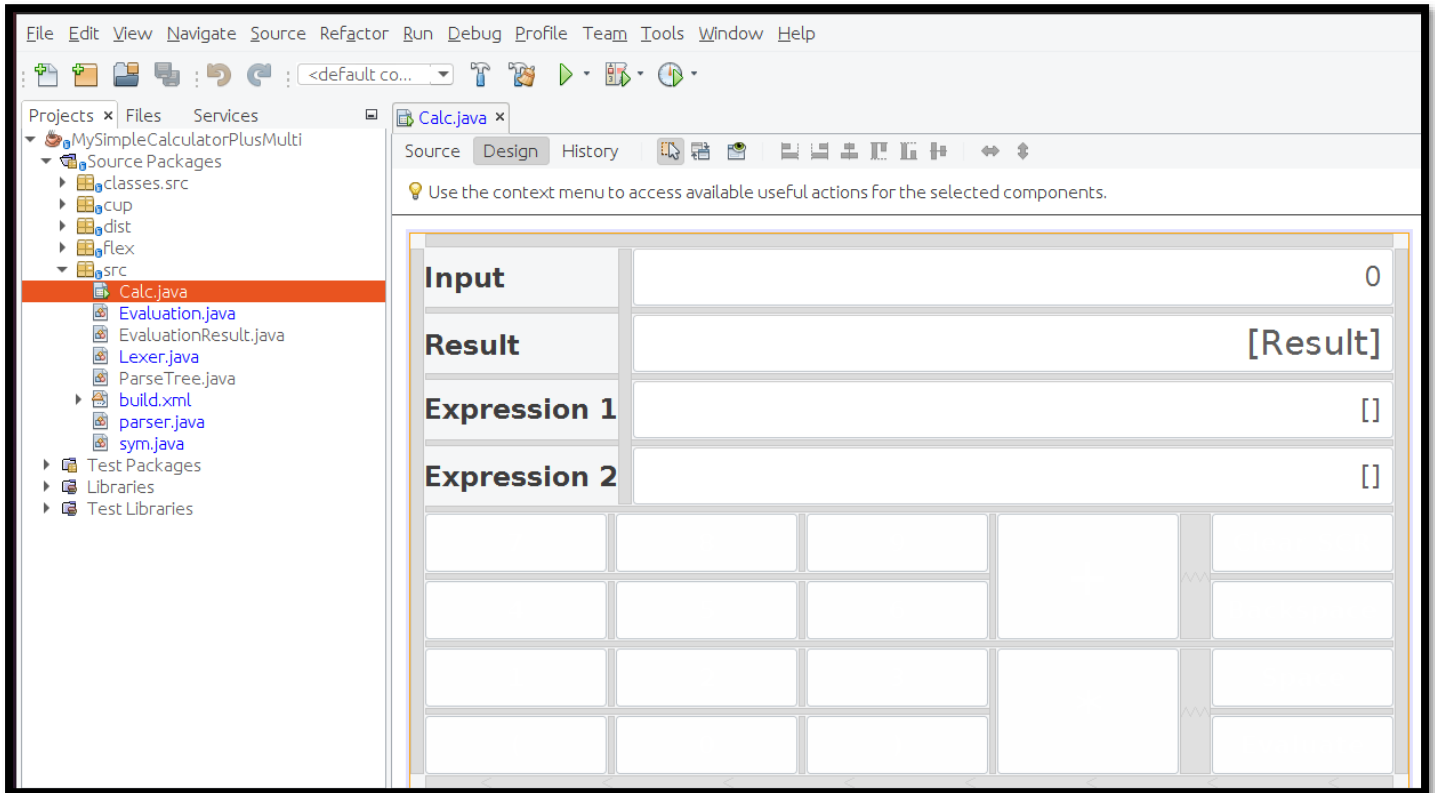 File Edit View Navigate Source Refactor Run Debug Profile Team Tools Window Help
<default co...
Projects Files Services
Calc.java
MySimpleCalculatorPlusMulti
Source Packages
classes.src
cup
dist
flex
src
Calc.java
Evaluation.java
EvaluationResult.java
Lexer.java
ParseTree.java
build.xml
parser.java
sym.java
Test Packages
Libraries
Test Libraries
Source Design History
Use the context menu to access available useful actions for the selected components.
Input 0
Result [Result]
Expression 1 []
Expression 2 []